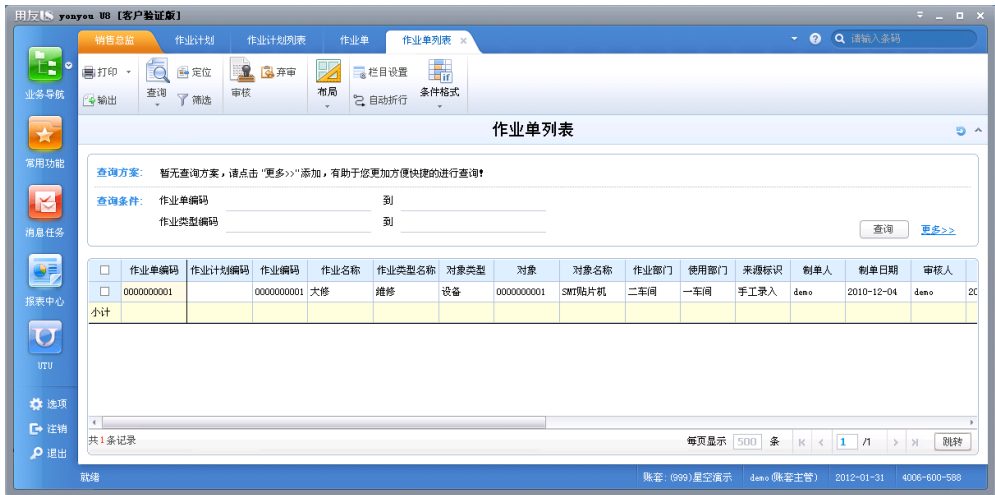 用友U8 yonyou U8 【客户验证版】
销售总监 作业计划 作业计划列表 作业单 作业单列表 × 请输入条码
业务导航
常用功能
消息任务
报表中心
UTU
选项
注销
退出
打印 查询 定位 审核 弃审 布局 栏目设置 条件格式
输出 筛选 自动折行
作业单列表
查询方案： 暂无查询方案，请点击 "更多>>"添加，有助于您更加方便快捷的进行查询！
查询条件： 作业单编码 到
作业类型编码 到
查询 更多>>
作业单编码 作业计划编码 作业编码 作业名称 作业类型名称 对象类型 对象 对象名称 作业部门 使用部门 来源标识 制单人 制单日期 审核人
0000000001 0000000001 大修 维修 设备 0000000001 SMT贴片机 二车间 一车间 手工录入 demo 2010-12-04 demo 20
小计
共1条记录 每页显示 500 条 1 /1 跳转
就绪 账套: (999)星空演示 demo (账套主管) 2012-01-31 4006-600-588